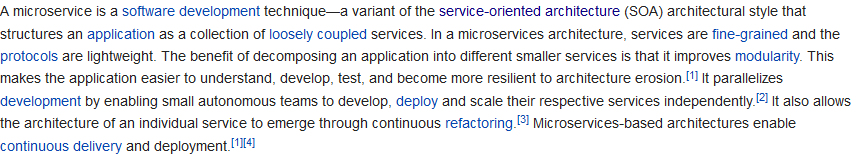 A microservice is a software development technique—a variant of the service-oriented architecture (SOA) architectural style that
structures an application as a collection of loosely coupled services. In a microservices architecture, services are fine-grained and the
protocols are lightweight. The benefit of decomposing an application into different smaller services is that it improves modularity. This
makes the application easier to understand, develop, test, and become more resilient to architecture erosion.[1] It parallelizes
development by enabling small autonomous teams to develop, deploy and scale their respective services independently.[2] It also allows
the architecture of an individual service to emerge through continuous refactoring.[3] Microservices-based architectures enable
continuous delivery and deployment.[1][4]